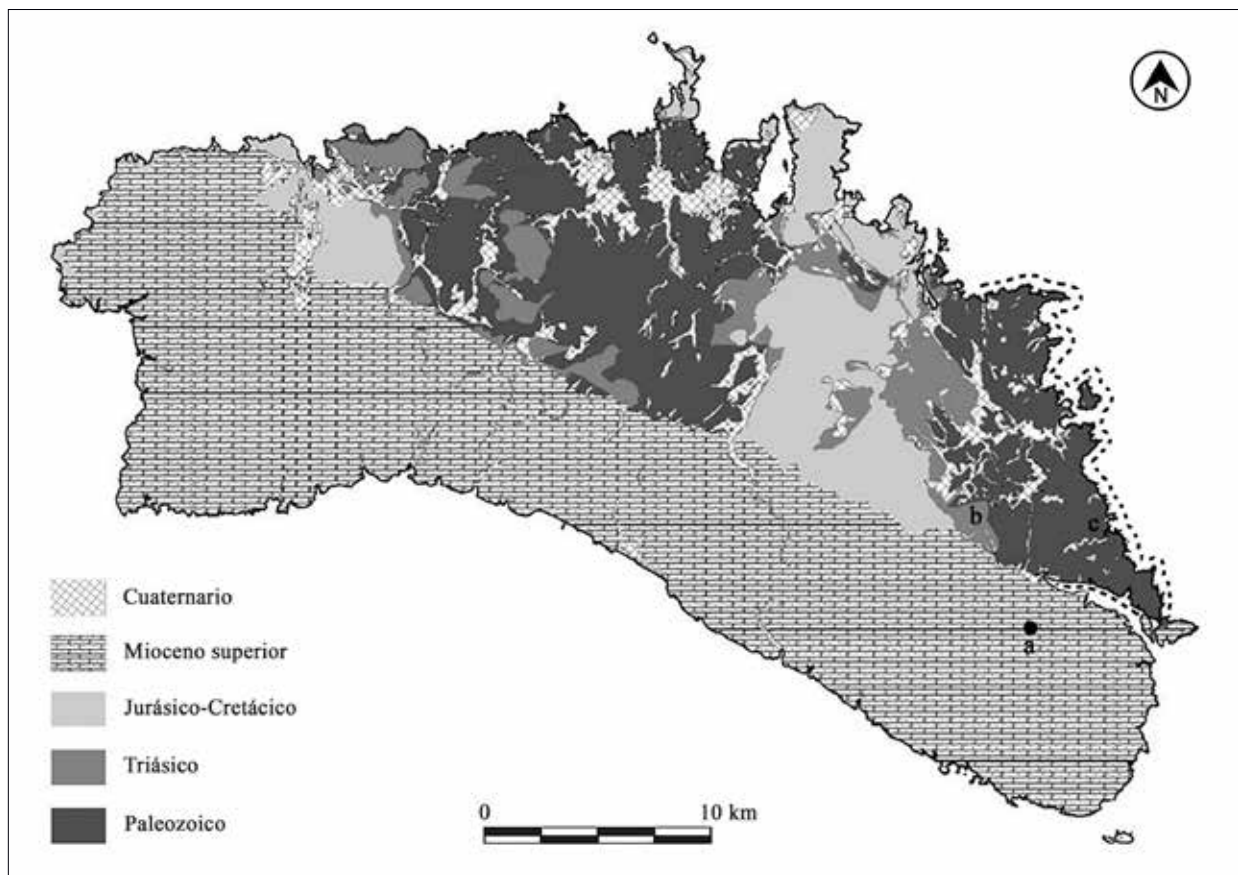 N
b
c
a
Cuaternario
Mioceno superior
Jurásico-Cretácico
Triásico
Paleozoico
0 10 km